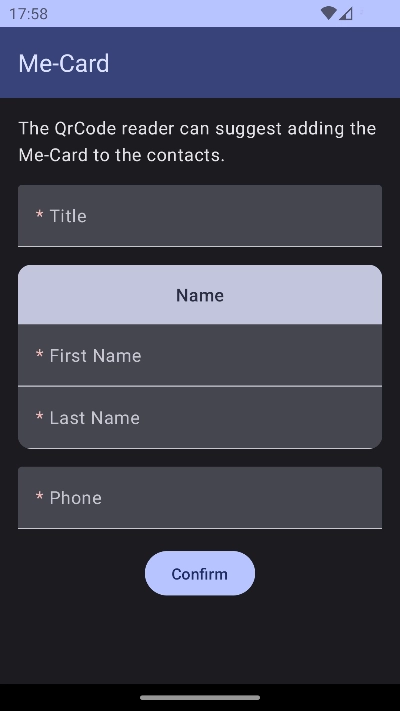 17:58
Me-Card
The QrCode reader can suggest adding the
Me-Card to the contacts.
* Title
Name
* First Name
* Last Name
* Phone
Confirm